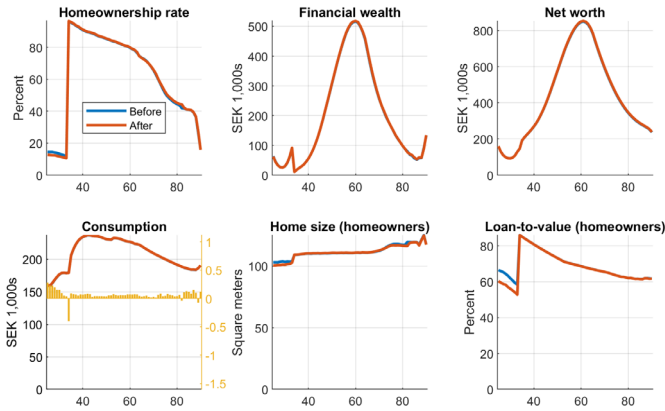 Homeownership rate
Percent
80
60
40
20
0
40 60 80
Before
After
Financial wealth
SEK 1,000s
500
400
300
200
100
0
40 60 80
Net worth
SEK 1,000s
800
600
400
200
0
40 60 80
Consumption
SEK 1,000s
200
150
100
50
0
1
0.5
0
-0.5
-1
-1.5
40 60 80
Home size (homeowners)
Square meters
100
50
0
40 60 80
Loan-to-value (homeowners)
Percent
80
60
40
20
0
40 60 80